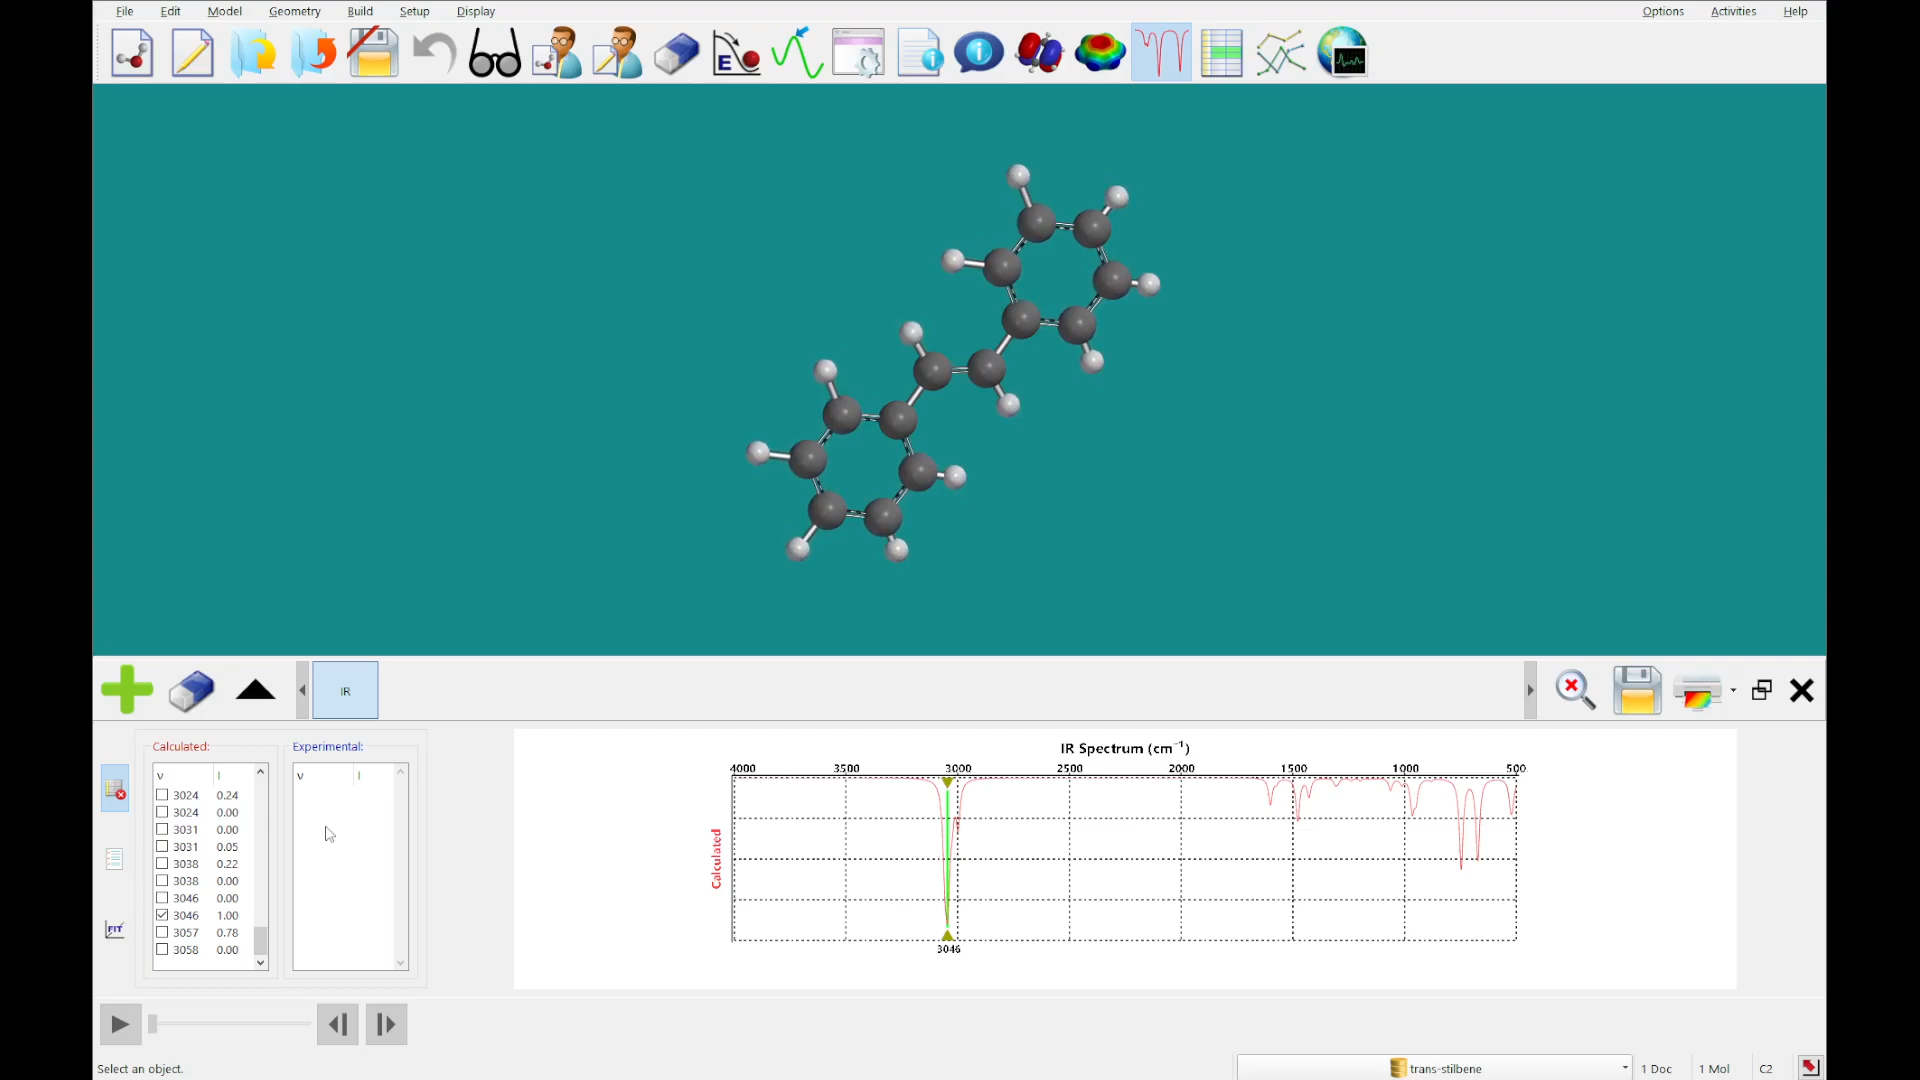 File Edit Model Geometry Build Setup Display Options Activities Help
E
IR
Calculated: Experimental:
ν I ν I
3024 0.24
3024 0.00
3031 0.00
3031 0.05
3038 0.22
3038 0.00
3046 0.00
3046 1.00
3057 0.78
3058 0.00
FIT
IR Spectrum (cm⁻¹)
4000 3500 3000 2500 2000 1500 1000 500
Calculated
3046
Select an object. trans-stilbene 1 Doc 1 Mol C2